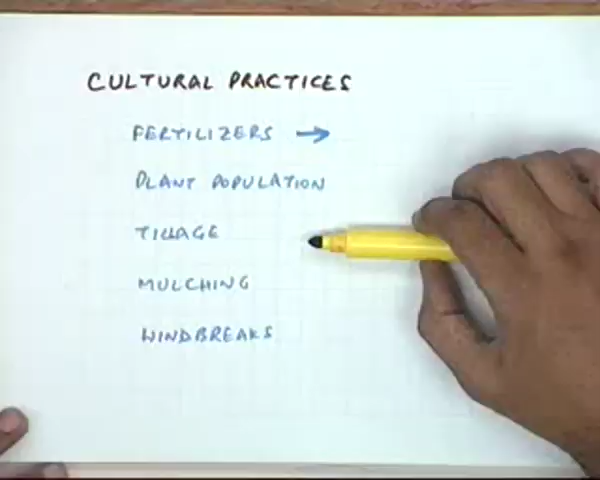 CULTURAL PRACTICES
FERTILIZERS →
PLANT POPULATION
TILLAGE
MULCHING
WINDBREAKS